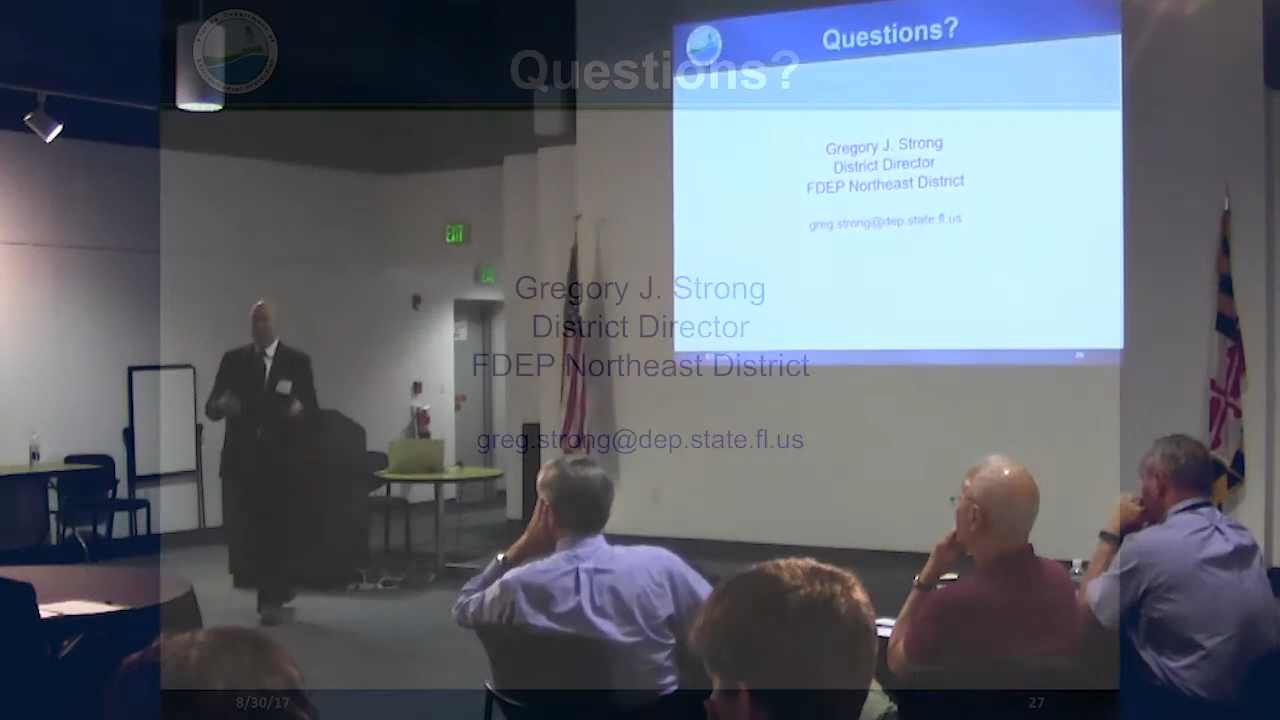 Questions?
Gregory J. Strong
District Director
FDEP Northeast District
greg.strong@dep.state.fl.us
Questions?
Gregory J. Strong
District Director
FDEP Northeast District
greg.strong@dep.state.fl.us
EXIT
8/30/17
27